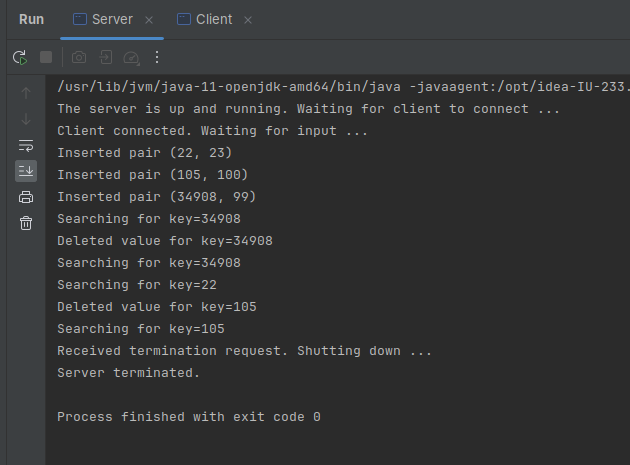 Run Server × Client ×
/usr/lib/jvm/java-11-openjdk-amd64/bin/java -javaagent:/opt/idea-IU-233.
The server is up and running. Waiting for client to connect ...
Client connected. Waiting for input ...
Inserted pair (22, 23)
Inserted pair (105, 100)
Inserted pair (34908, 99)
Searching for key=34908
Deleted value for key=34908
Searching for key=34908
Searching for key=22
Deleted value for key=105
Searching for key=105
Received termination request. Shutting down ...
Server terminated.
Process finished with exit code 0